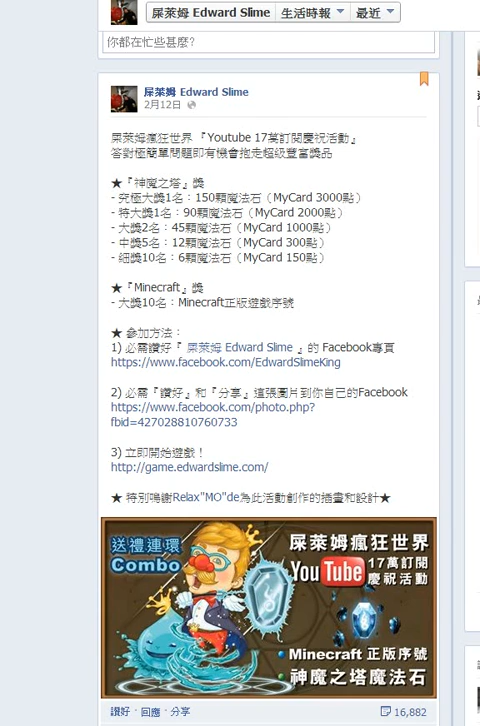 屎萊姆 Edward Slime
生活時報
最近
你都在忙些甚麼?
屎萊姆 Edward Slime
2月12日
屎萊姆瘋狂世界 『Youtube 17萬訂閱慶祝活動』
答對極簡單問題即有機會抱走超級豐富獎品
★『神魔之塔』獎
- 究極大獎1名：150顆魔法石（MyCard 3000點）
- 特大獎1名：90顆魔法石（MyCard 2000點）
- 大獎2名：45顆魔法石（MyCard 1000點）
- 中獎5名：12顆魔法石（MyCard 300點）
- 細獎10名：6顆魔法石（MyCard 150點）
★『Minecraft』獎
- 大獎10名：Minecraft正版遊戲序號
★ 參加方法：
1) 必需讚好『 屎萊姆 Edward Slime 』的 Facebook專頁
https://www.facebook.com/EdwardSlimeKing
2) 必需『讚好』和『分享』這張圖片到你自己的Facebook
https://www.facebook.com/photo.php?
fbid=427028810760733
3) 立即開始遊戲！
http://game.edwardslime.com/
★ 特別鳴謝Relax"MO"de為此活動創作的插畫和設計★
送禮連環
Combo
屎萊姆瘋狂世界
YouTube
17萬訂閱
慶祝活動
Minecraft 正版序號
神魔之塔魔法石
讚好 · 回應 · 分享
16,882